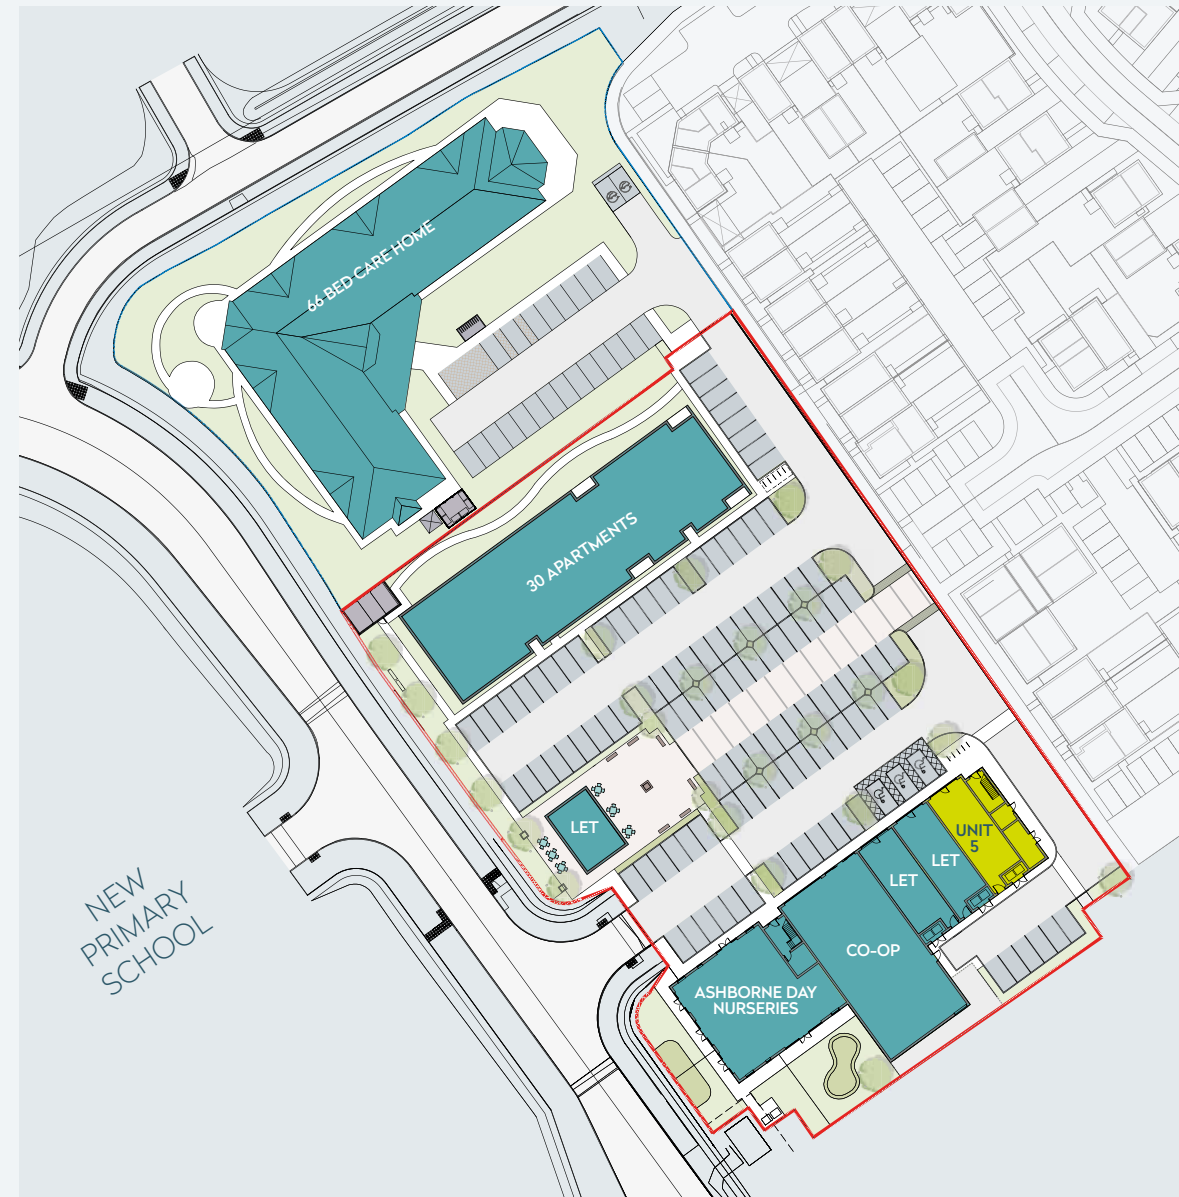 66 BED CARE HOME
30 APARTMENTS
LET
UNIT
5
LET
LET
CO-OP
ASHBORNE DAY
NURSERIES
NEW
PRIMARY
SCHOOL